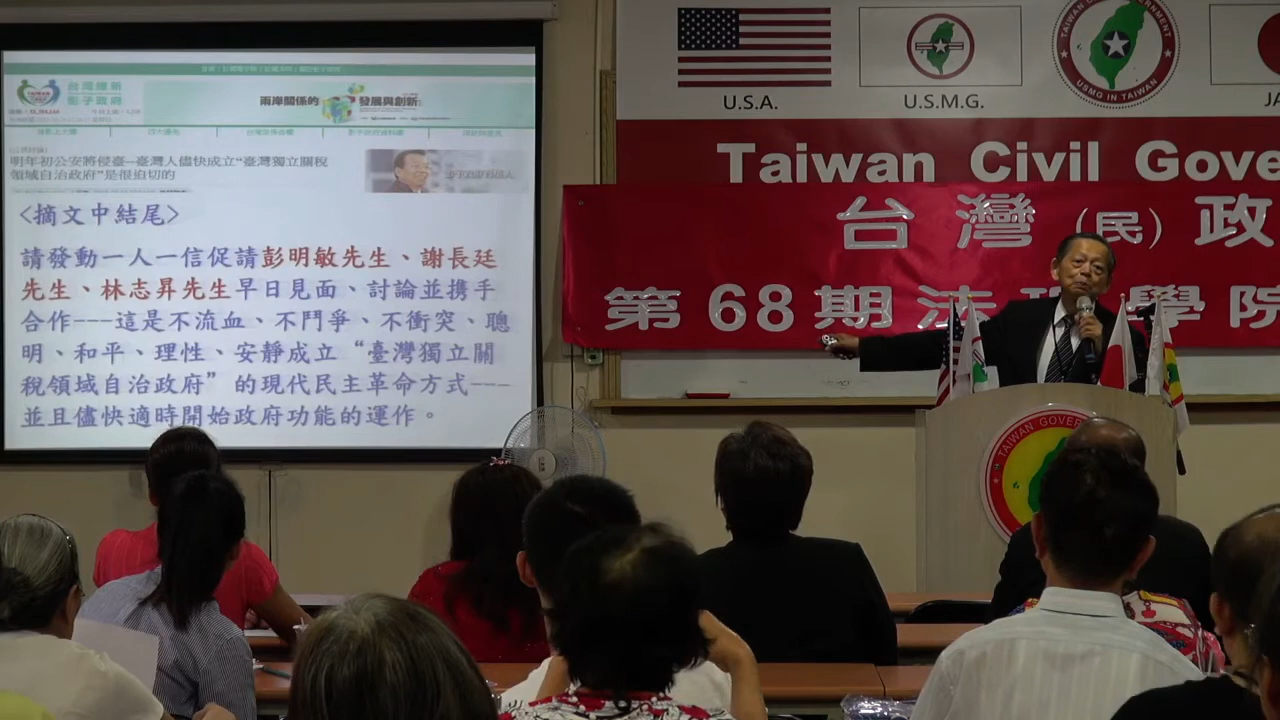 台灣維新
影子政府
兩岸關係的
發展與創新
明年初公安將侵臺--臺灣人儘快成立“臺灣獨立關稅
領域自治政府”是很迫切的
<摘文中結尾>
請發動一人一信促請彭明敏先生、謝長廷
先生、林志昇先生早日見面、討論並携手
合作---這是不流血、不鬥爭、不衝突、聰
明、和平、理性、安靜成立“臺灣獨立關
稅領域自治政府”的現代民主革命方式--
並且儘快適時開始政府功能的運作。
U.S.A.
U.S.M.G.
USMG IN TAIWAN
JA
Taiwan Civil Gove
台灣(民)政
第68期法理學院
TAIWAN GOVER